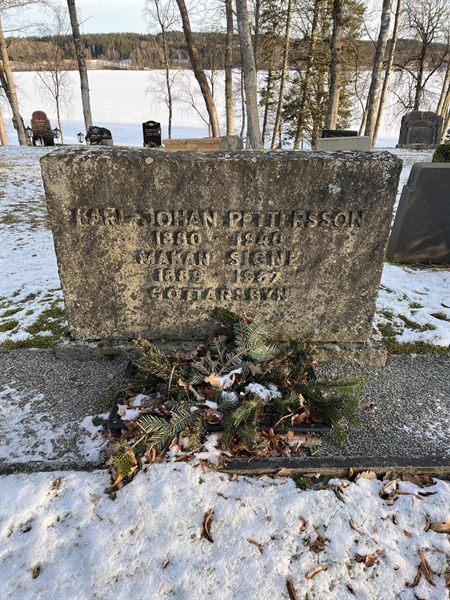 KARL JOHAN PETTERSSON
1880 - 1940
MAKAN SIGNE
1889 - 1967
GOTTARSBYN